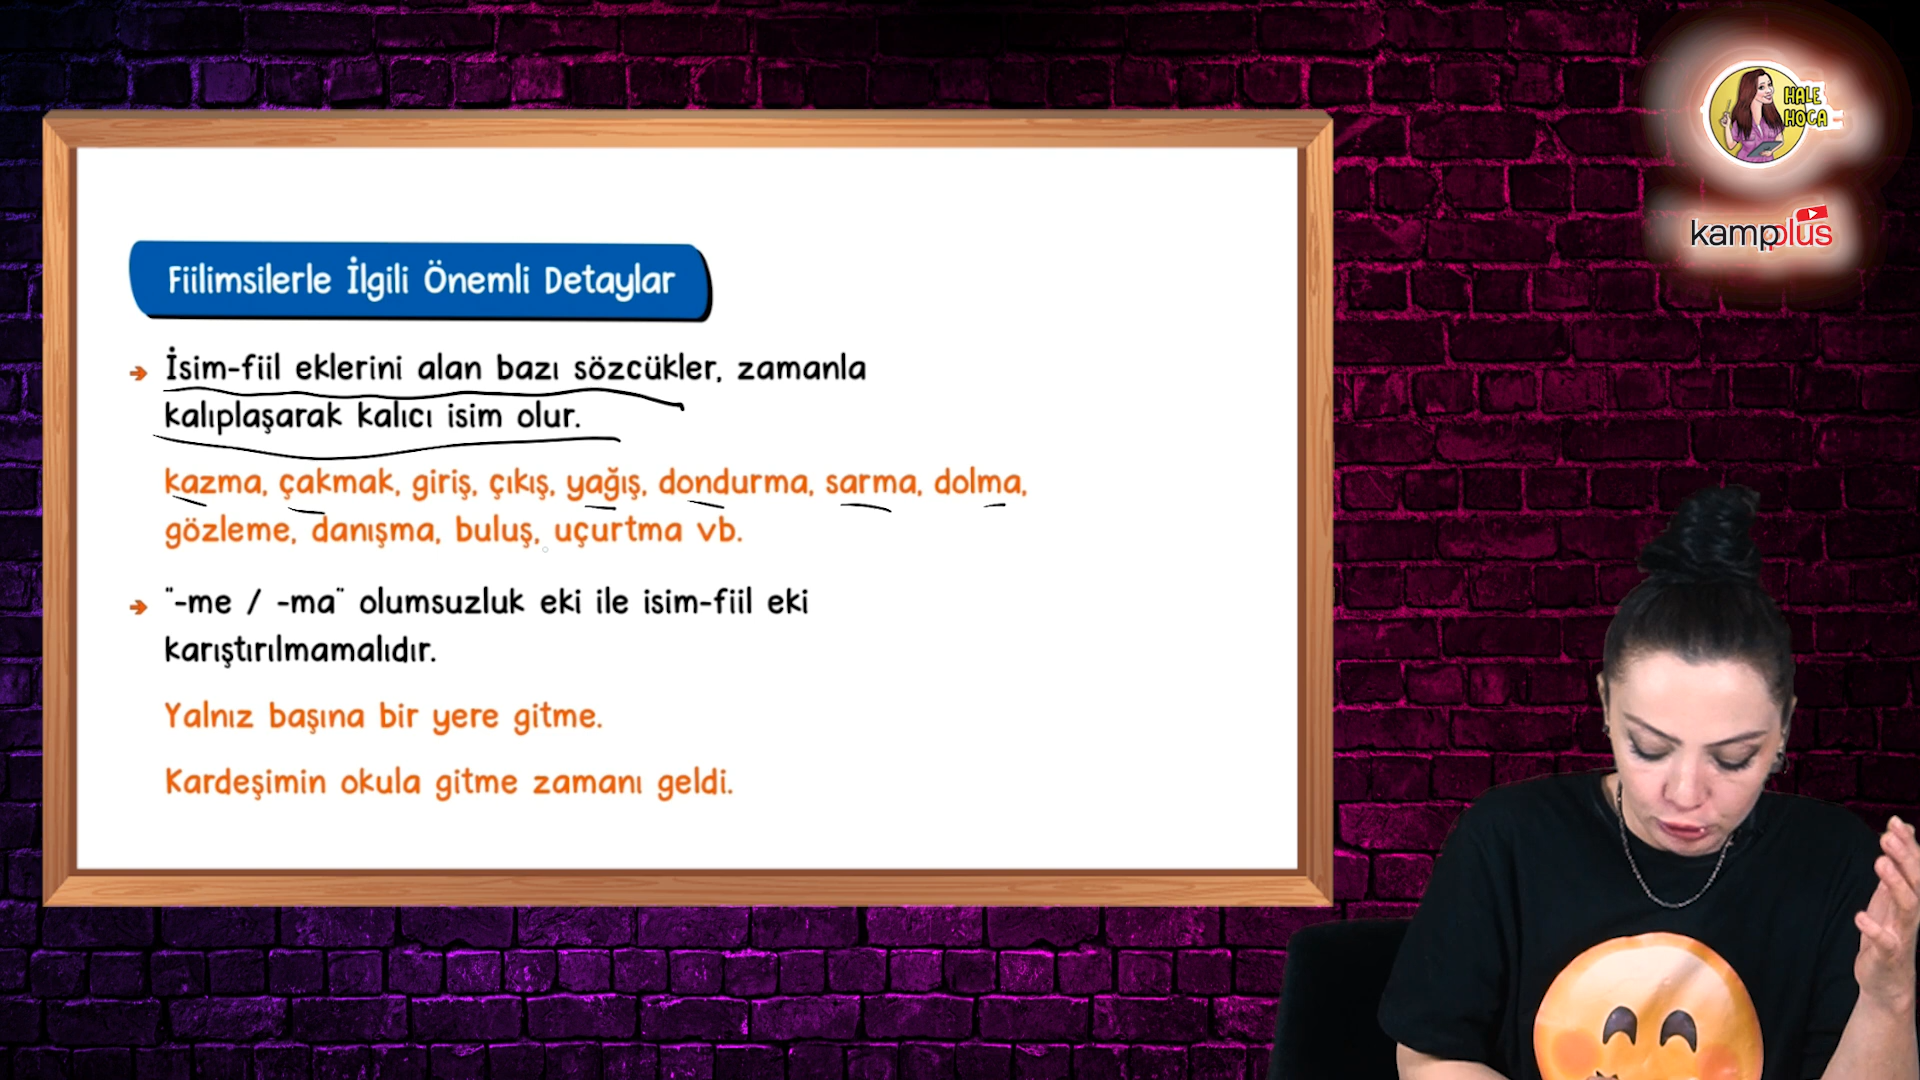 HALE
HOCA
kampplus
Fiilimsilerle İlgili Önemli Detaylar
İsim-fiil eklerini alan bazı sözcükler, zamanla
kalıplaşarak kalıcı isim olur.
kazma, çakmak, giriş, çıkış, yağış, dondurma, sarma, dolma,
gözleme, danışma, buluş, uçurtma vb.
"-me / -ma" olumsuzluk eki ile isim-fiil eki
karıştırılmamalıdır.
Yalnız başına bir yere gitme.
Kardeşimin okula gitme zamanı geldi.